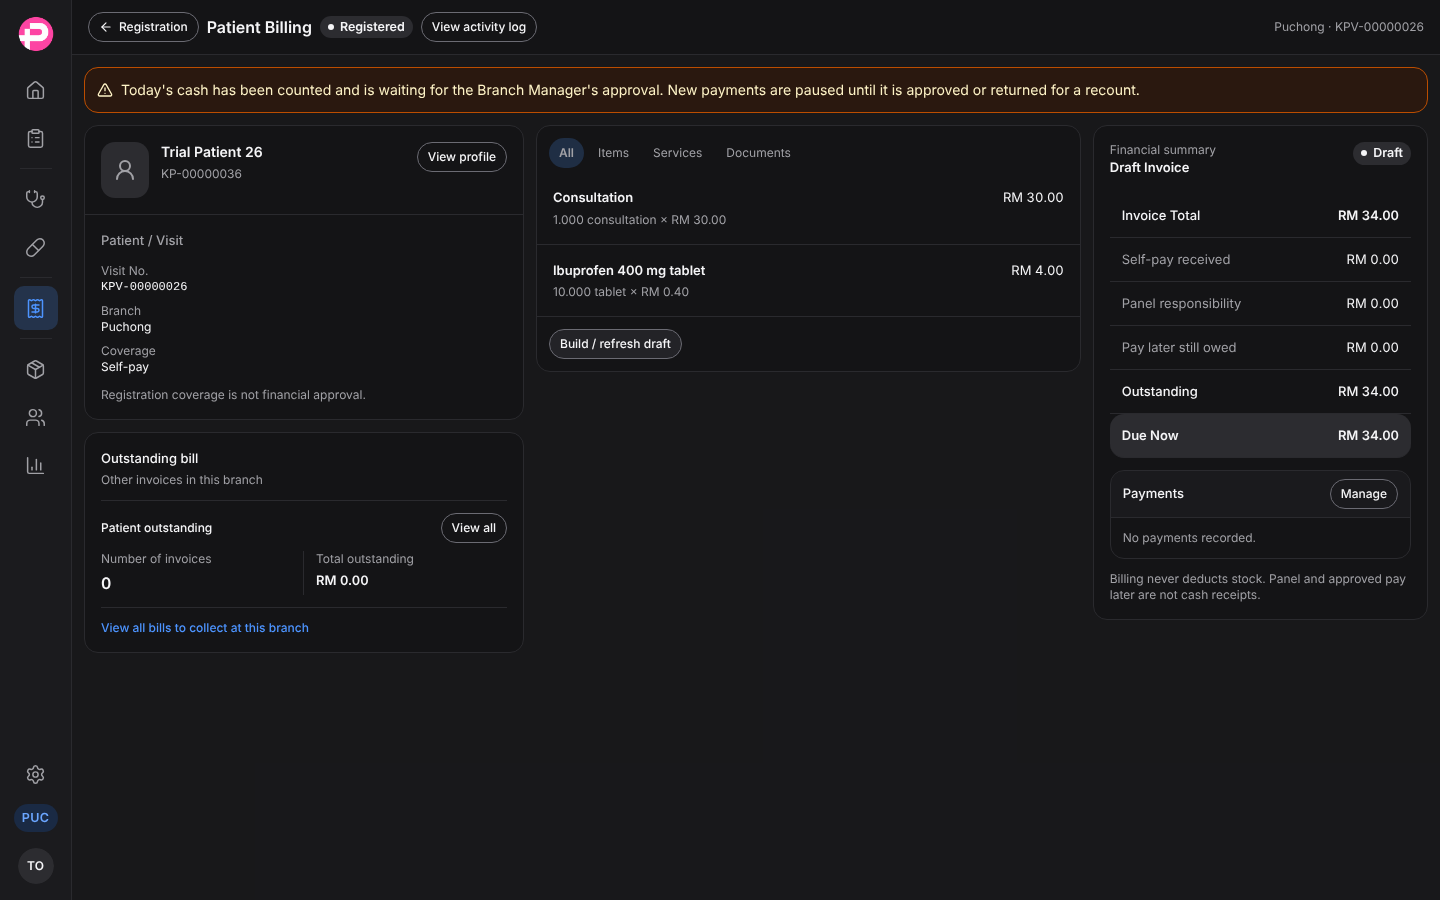 Registration
Patient Billing
Registered
View activity log
Puchong · KPV-00000026
Today's cash has been counted and is waiting for the Branch Manager's approval. New payments are paused until it is approved or returned for a recount.
Trial Patient 26
KP-00000036
View profile
Patient / Visit
Visit No.
KPV-00000026
Branch
Puchong
Coverage
Self-pay
Registration coverage is not financial approval.
Outstanding bill
Other invoices in this branch
Patient outstanding
View all
Number of invoices
0
Total outstanding
RM 0.00
View all bills to collect at this branch
All
Items
Services
Documents
Consultation
RM 30.00
1.000 consultation × RM 30.00
Ibuprofen 400 mg tablet
RM 4.00
10.000 tablet × RM 0.40
Build / refresh draft
Financial summary
Draft Invoice
Draft
Invoice Total
RM 34.00
Self-pay received
RM 0.00
Panel responsibility
RM 0.00
Pay later still owed
RM 0.00
Outstanding
RM 34.00
Due Now
RM 34.00
Payments
Manage
No payments recorded.
Billing never deducts stock. Panel and approved pay
later are not cash receipts.
PUC
TO